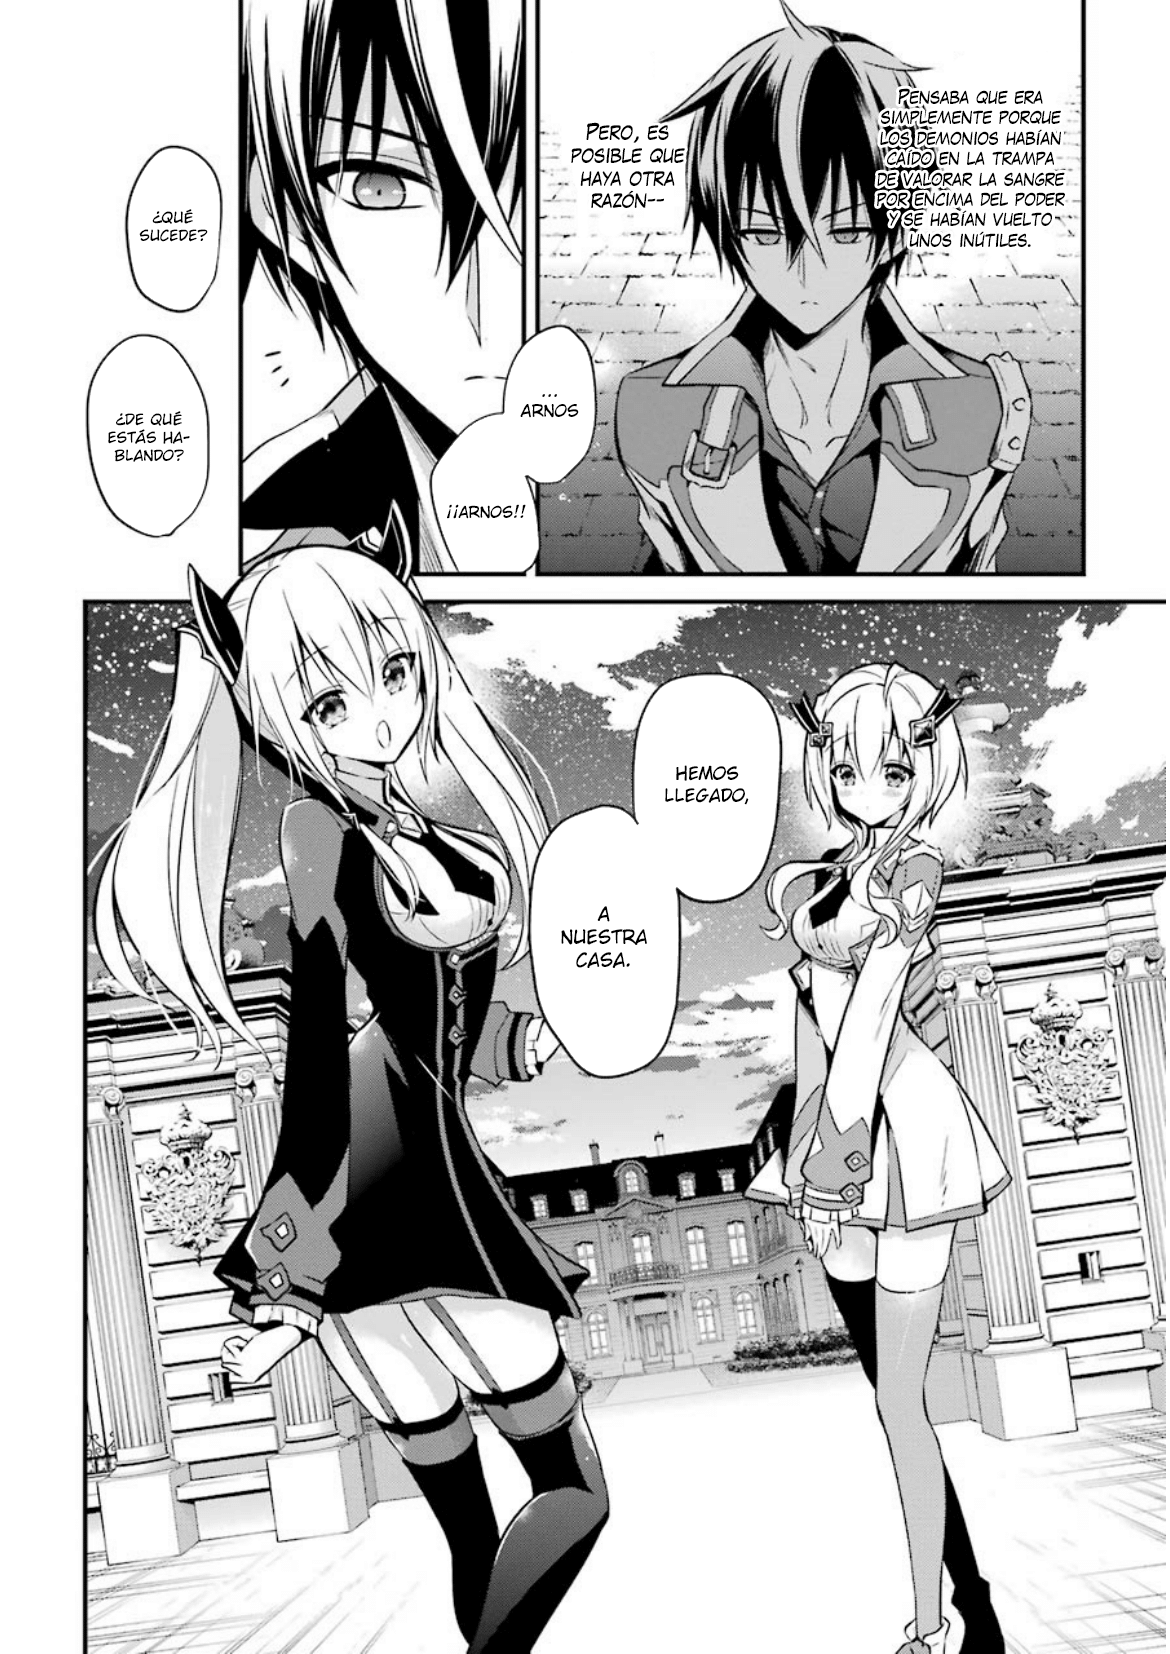 PENSABA QUE ERA
SIMPLEMENTE PORQUE
LOS DEMONIOS HABÍAN
CAÍDO EN LA TRAMPA
DE VALORAR LA SANGRE
POR ENCIMA DEL PODER
Y SE HABÍAN VUELTO
UNOS INÚTILES.
PERO, ES
POSIBLE QUE
HAYA OTRA
RAZÓN--
...
ARNOS
¡¡ARNOS!!
¿QUÉ
SUCEDE?
¿DE QUÉ
ESTÁS HA-
BLANDO?
HEMOS
LLEGADO,
A
NUESTRA
CASA.